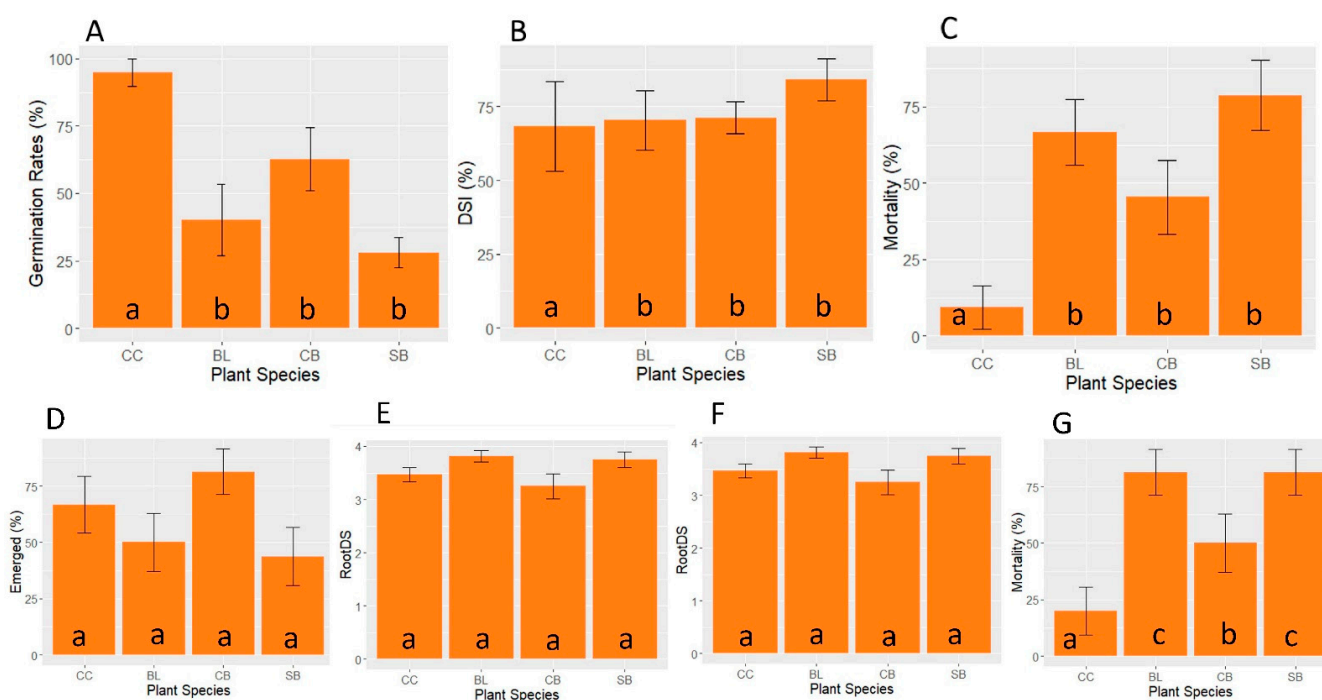 A
Germination Rates (%)
100
75
50
25
0
a b b b
CC BL CB SB
Plant Species
B
DSI (%)
75
50
25
0
a b b b
CC BL CB SB
Plant Species
C
Mortality (%)
75
50
25
0
a b b b
CC BL CB SB
Plant Species
D
Emerged (%)
75
50
25
0
a a a a
CC BL CB SB
Plant Species
E
RootDS
4
3
2
1
0
a a a a
CC BL CB SB
Plant Species
F
RootDS
4
3
2
1
0
a a a a
CC BL CB SB
Plant Species
G
Mortality (%)
75
50
25
0
a c b c
CC BL CB SB
Plant Species